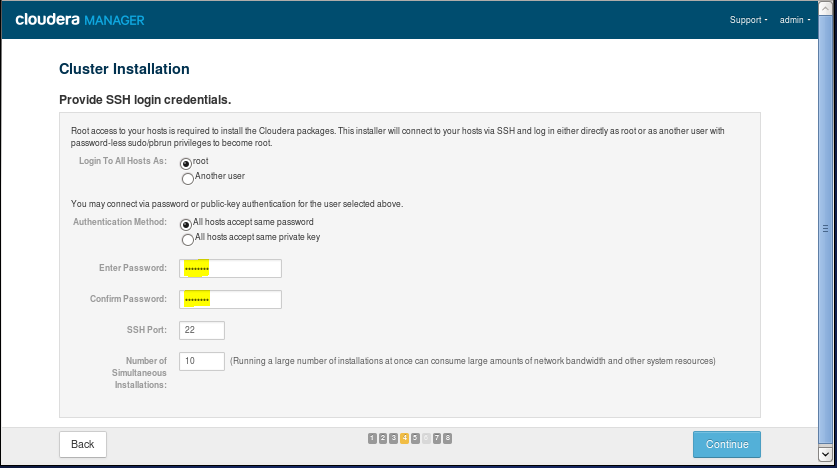 cloudera MANAGER
Support
admin
Cluster Installation
Provide SSH login credentials.
Root access to your hosts is required to install the Cloudera packages. This installer will connect to your hosts via SSH and log in either directly as root or as another user with
password-less sudo/pbrun privileges to become root.
Login To All Hosts As:
root
Another user
You may connect via password or public-key authentication for the user selected above.
Authentication Method:
All hosts accept same password
All hosts accept same private key
Enter Password:
••••••••
Confirm Password:
••••••••
SSH Port:
22
Number of
Simultaneous
Installations:
10
(Running a large number of installations at once can consume large amounts of network bandwidth and other system resources)
Back
1 2 3 4 5 6 7 8
Continue